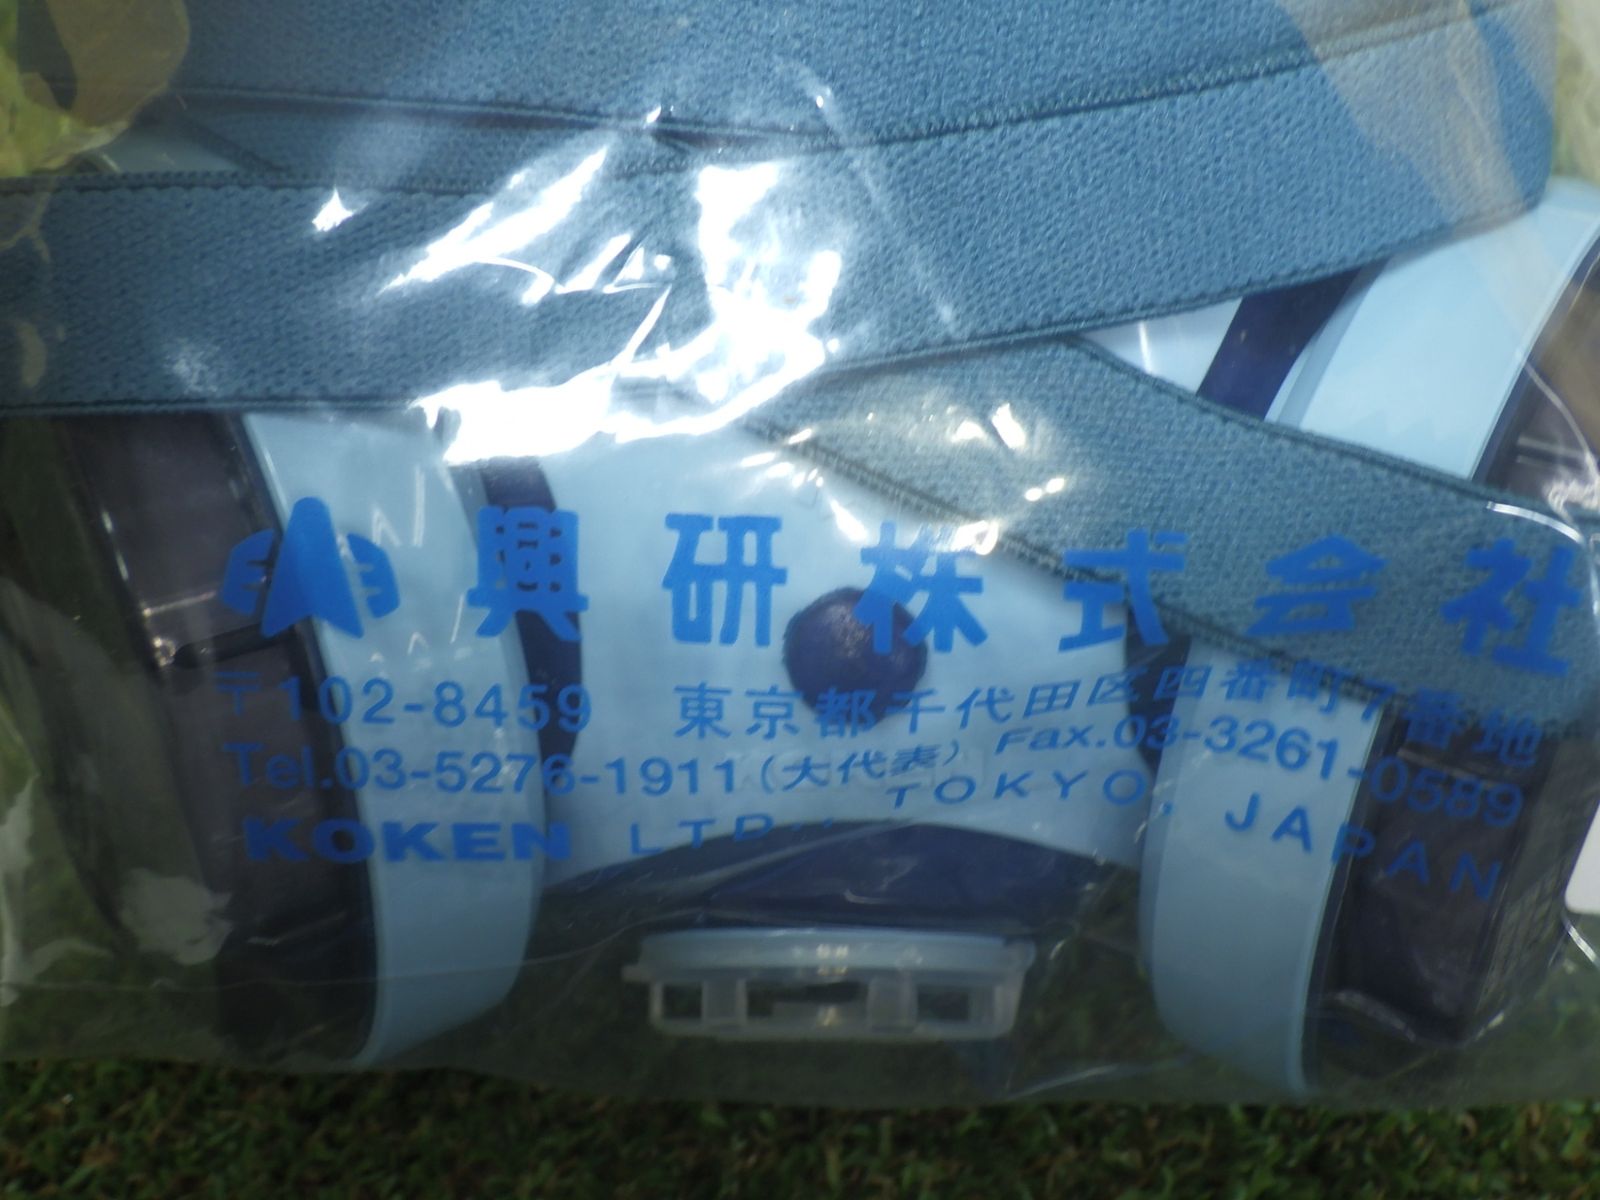 興研株式会社
〒102-8459 東京都千代田区四番町7番地
Tel.03-5276-1911(大代表) Fax.03-3261-0589
KOKEN LTD., TOKYO, JAPAN